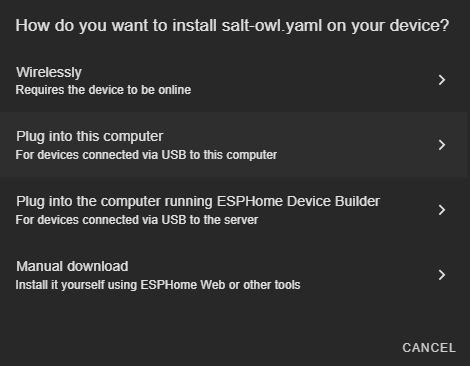 How do you want to install salt-owl.yaml on your device?
Wirelessly
Requires the device to be online
Plug into this computer
For devices connected via USB to this computer
Plug into the computer running ESPHome Device Builder
For devices connected via USB to the server
Manual download
Install it yourself using ESPHome Web or other tools
CANCEL